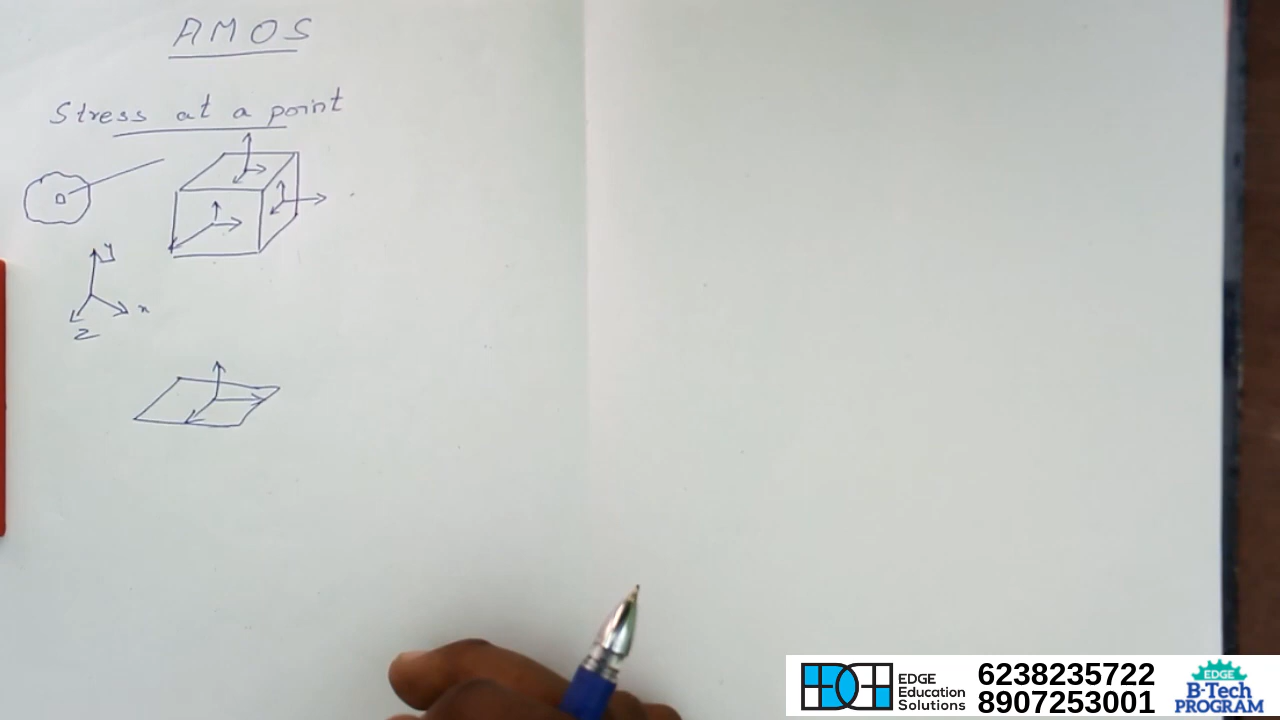 AMOS
Stress at a point
y
x
Z
EDGE
Education
Solutions
6238235722
8907253001
EDGE
B-Tech
PROGRAM